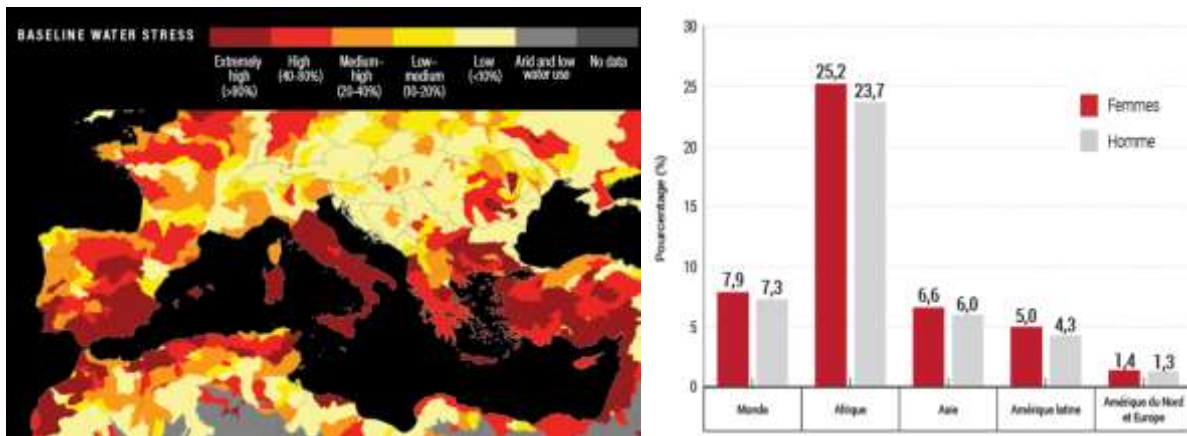 BASELINE WATER STRESS
Extremely
high
(>80%)
High
(40-80%)
Medium–
high
(20-40%)
Low–
medium
(10-20%)
Low
(<10%)
Arid and low
water use
No data
Pourcentage (%)
30
25
20
15
10
5
0
7,9
7,3
25,2
23,7
6,6
6,0
5,0
4,3
1,4
1,3
Femmes
Homme
Monde
Afrique
Asie
Amérique latine
Amérique du Nord
et Europe